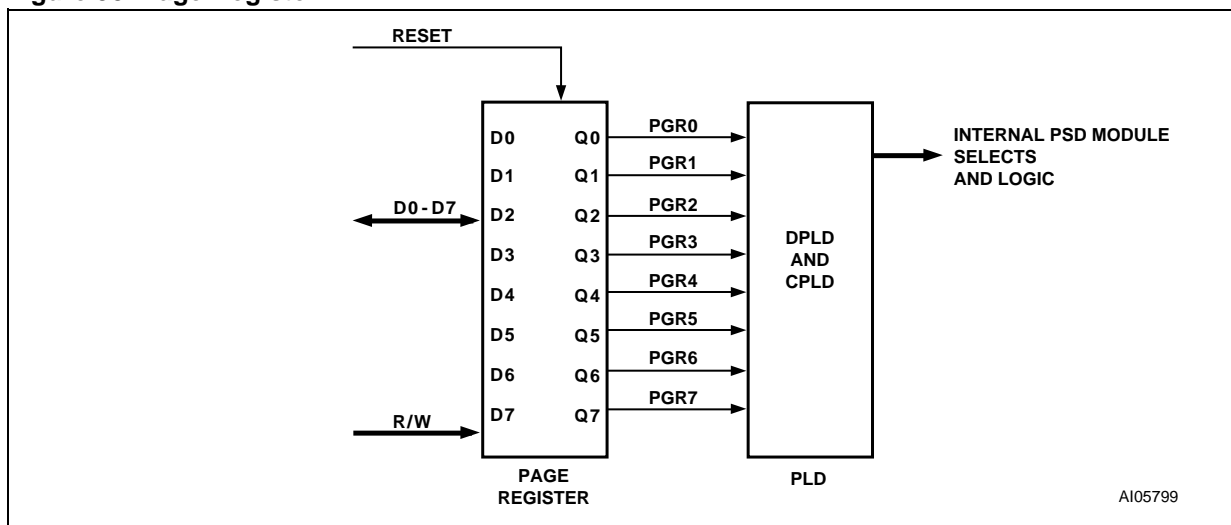 RESET
D0 Q0 PGR0
D1 Q1 PGR1
D0-D7 D2 Q2 PGR2
D3 Q3 PGR3
D4 Q4 PGR4
D5 Q5 PGR5
D6 Q6 PGR6
R/W D7 Q7 PGR7
PAGE
REGISTER
DPLD
AND
CPLD
PLD
INTERNAL PSD MODULE
SELECTS
AND LOGIC
AI05799